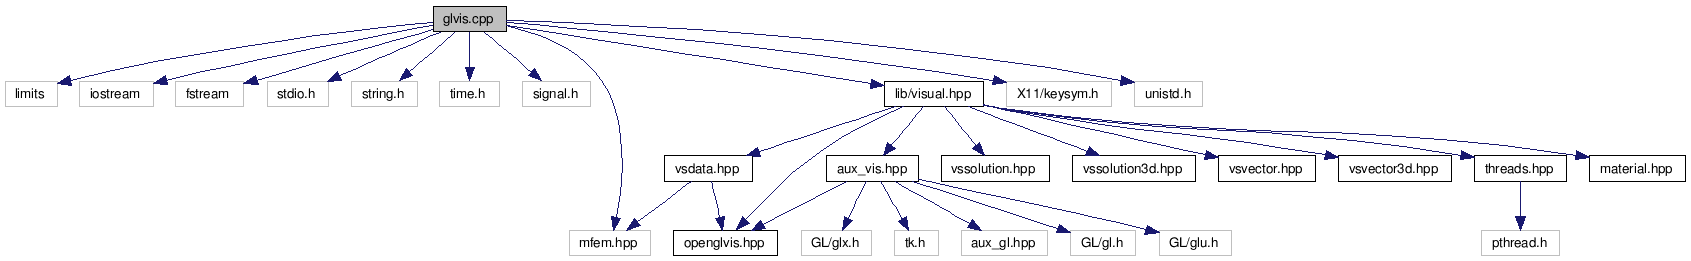 glvis.cpp
limits
iostream
fstream
stdio.h
string.h
time.h
signal.h
lib/visual.hpp
X11/keysym.h
unistd.h
vsdata.hpp
aux_vis.hpp
vssolution.hpp
vssolution3d.hpp
vsvector.hpp
vsvector3d.hpp
threads.hpp
material.hpp
mfem.hpp
openglvis.hpp
GL/glx.h
tk.h
aux_gl.hpp
GL/gl.h
GL/glu.h
pthread.h